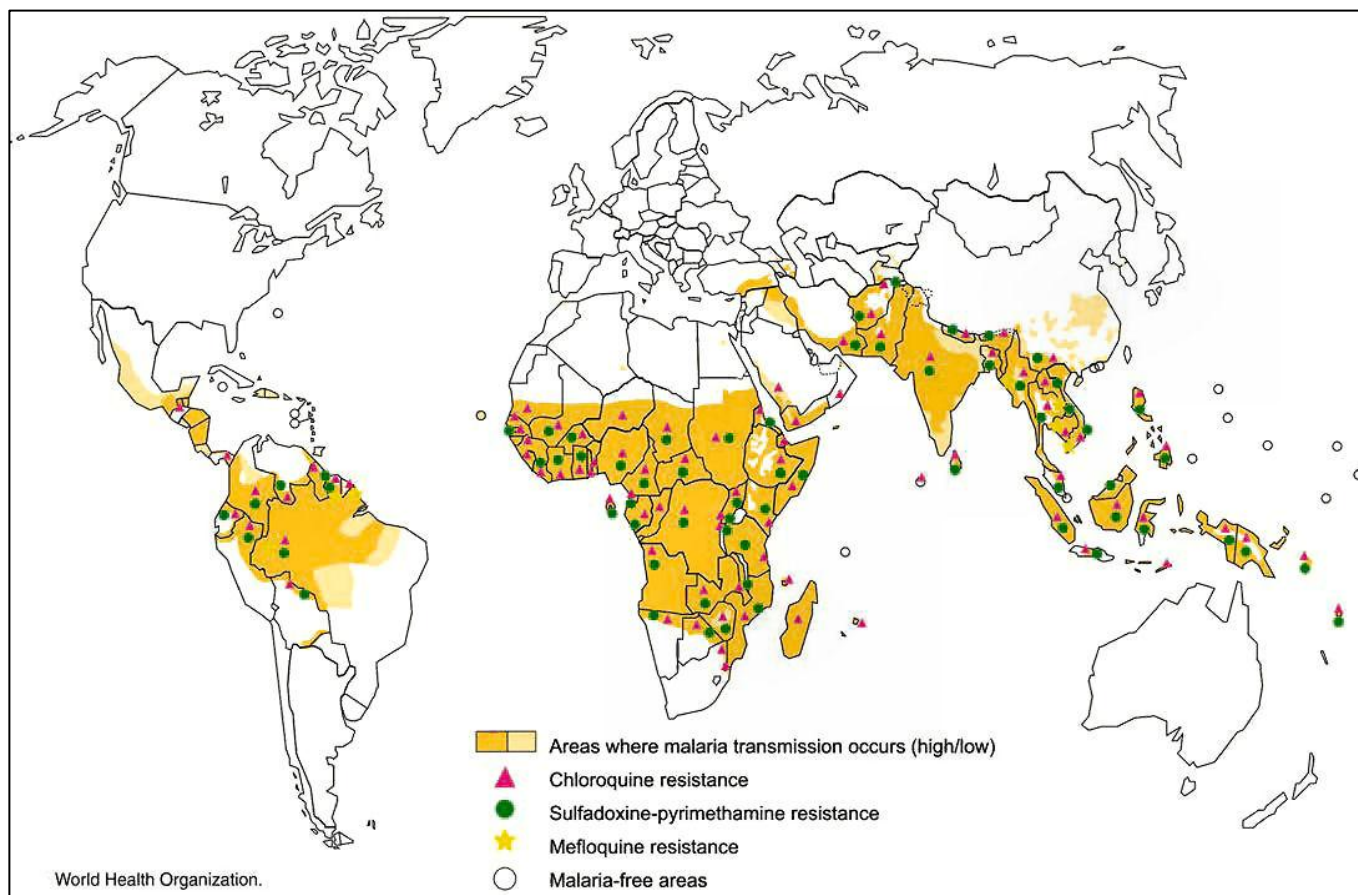 Areas where malaria transmission occurs (high/low)
Chloroquine resistance
Sulfadoxine-pyrimethamine resistance
Mefloquine resistance
Malaria-free areas
World Health Organization.